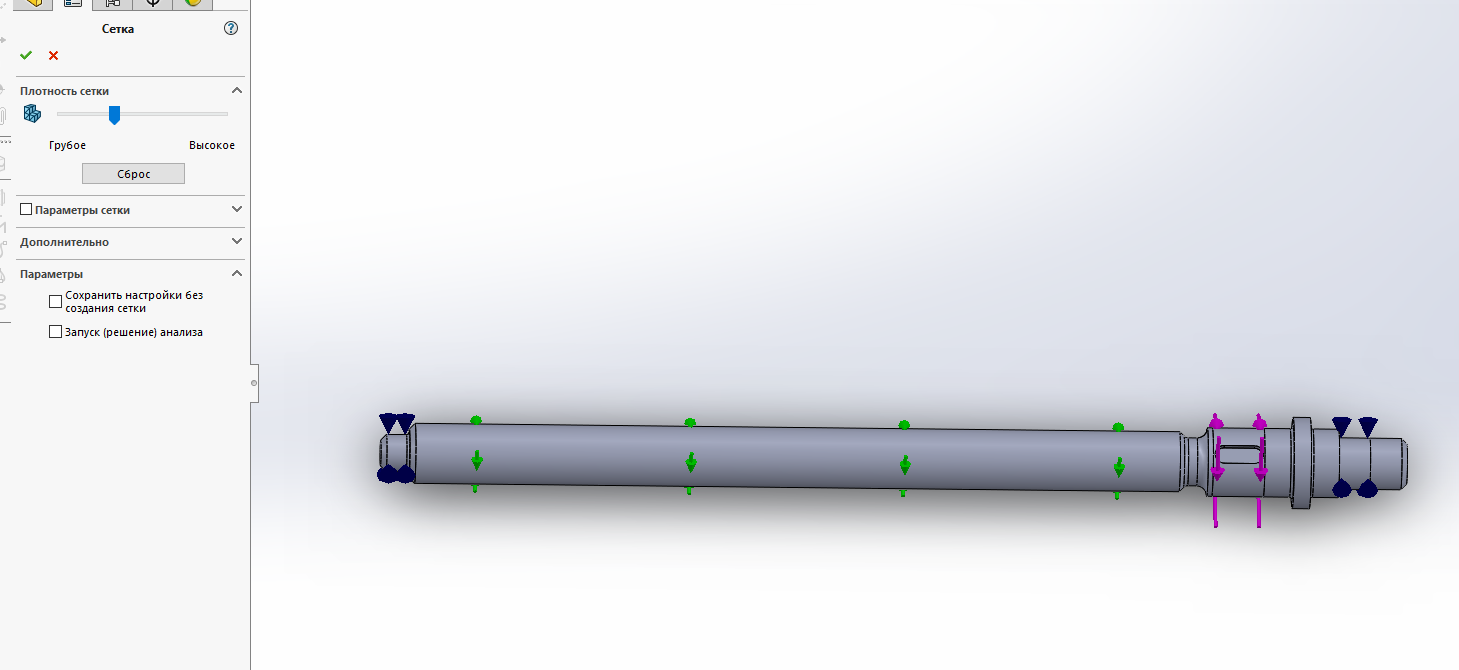 Сетка
Плотность сетки
Грубое Высокое
Сброс
Параметры сетки
Дополнительно
Параметры
Сохранить настройки без
создания сетки
Запуск (решение) анализа